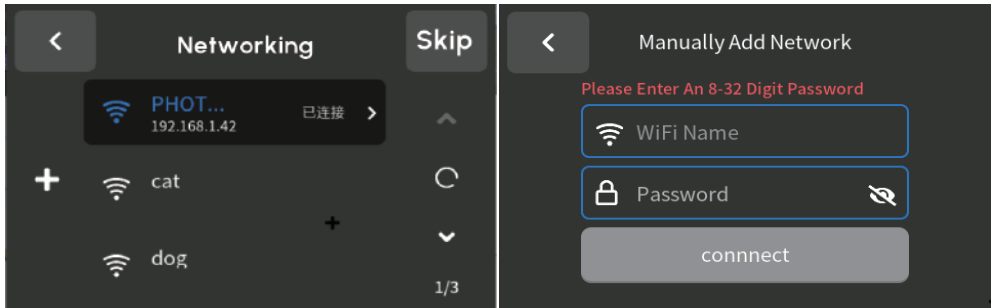 Networking
Skip
PHOT...
192.168.1.42
已连接
cat
dog
1/3
Manually Add Network
Please Enter An 8-32 Digit Password
WiFi Name
Password
connnect